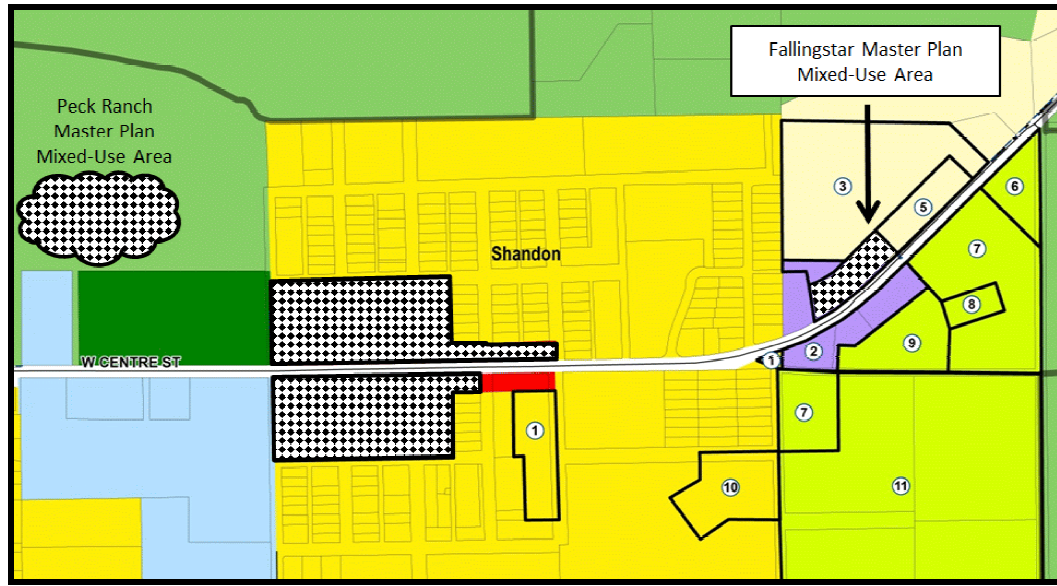 Fallingstar Master Plan
Mixed-Use Area
Peck Ranch
Master Plan
Mixed-Use Area
3
6
5
7
Shandon
8
W CENTRE ST
1
2
9
7
1
10
11